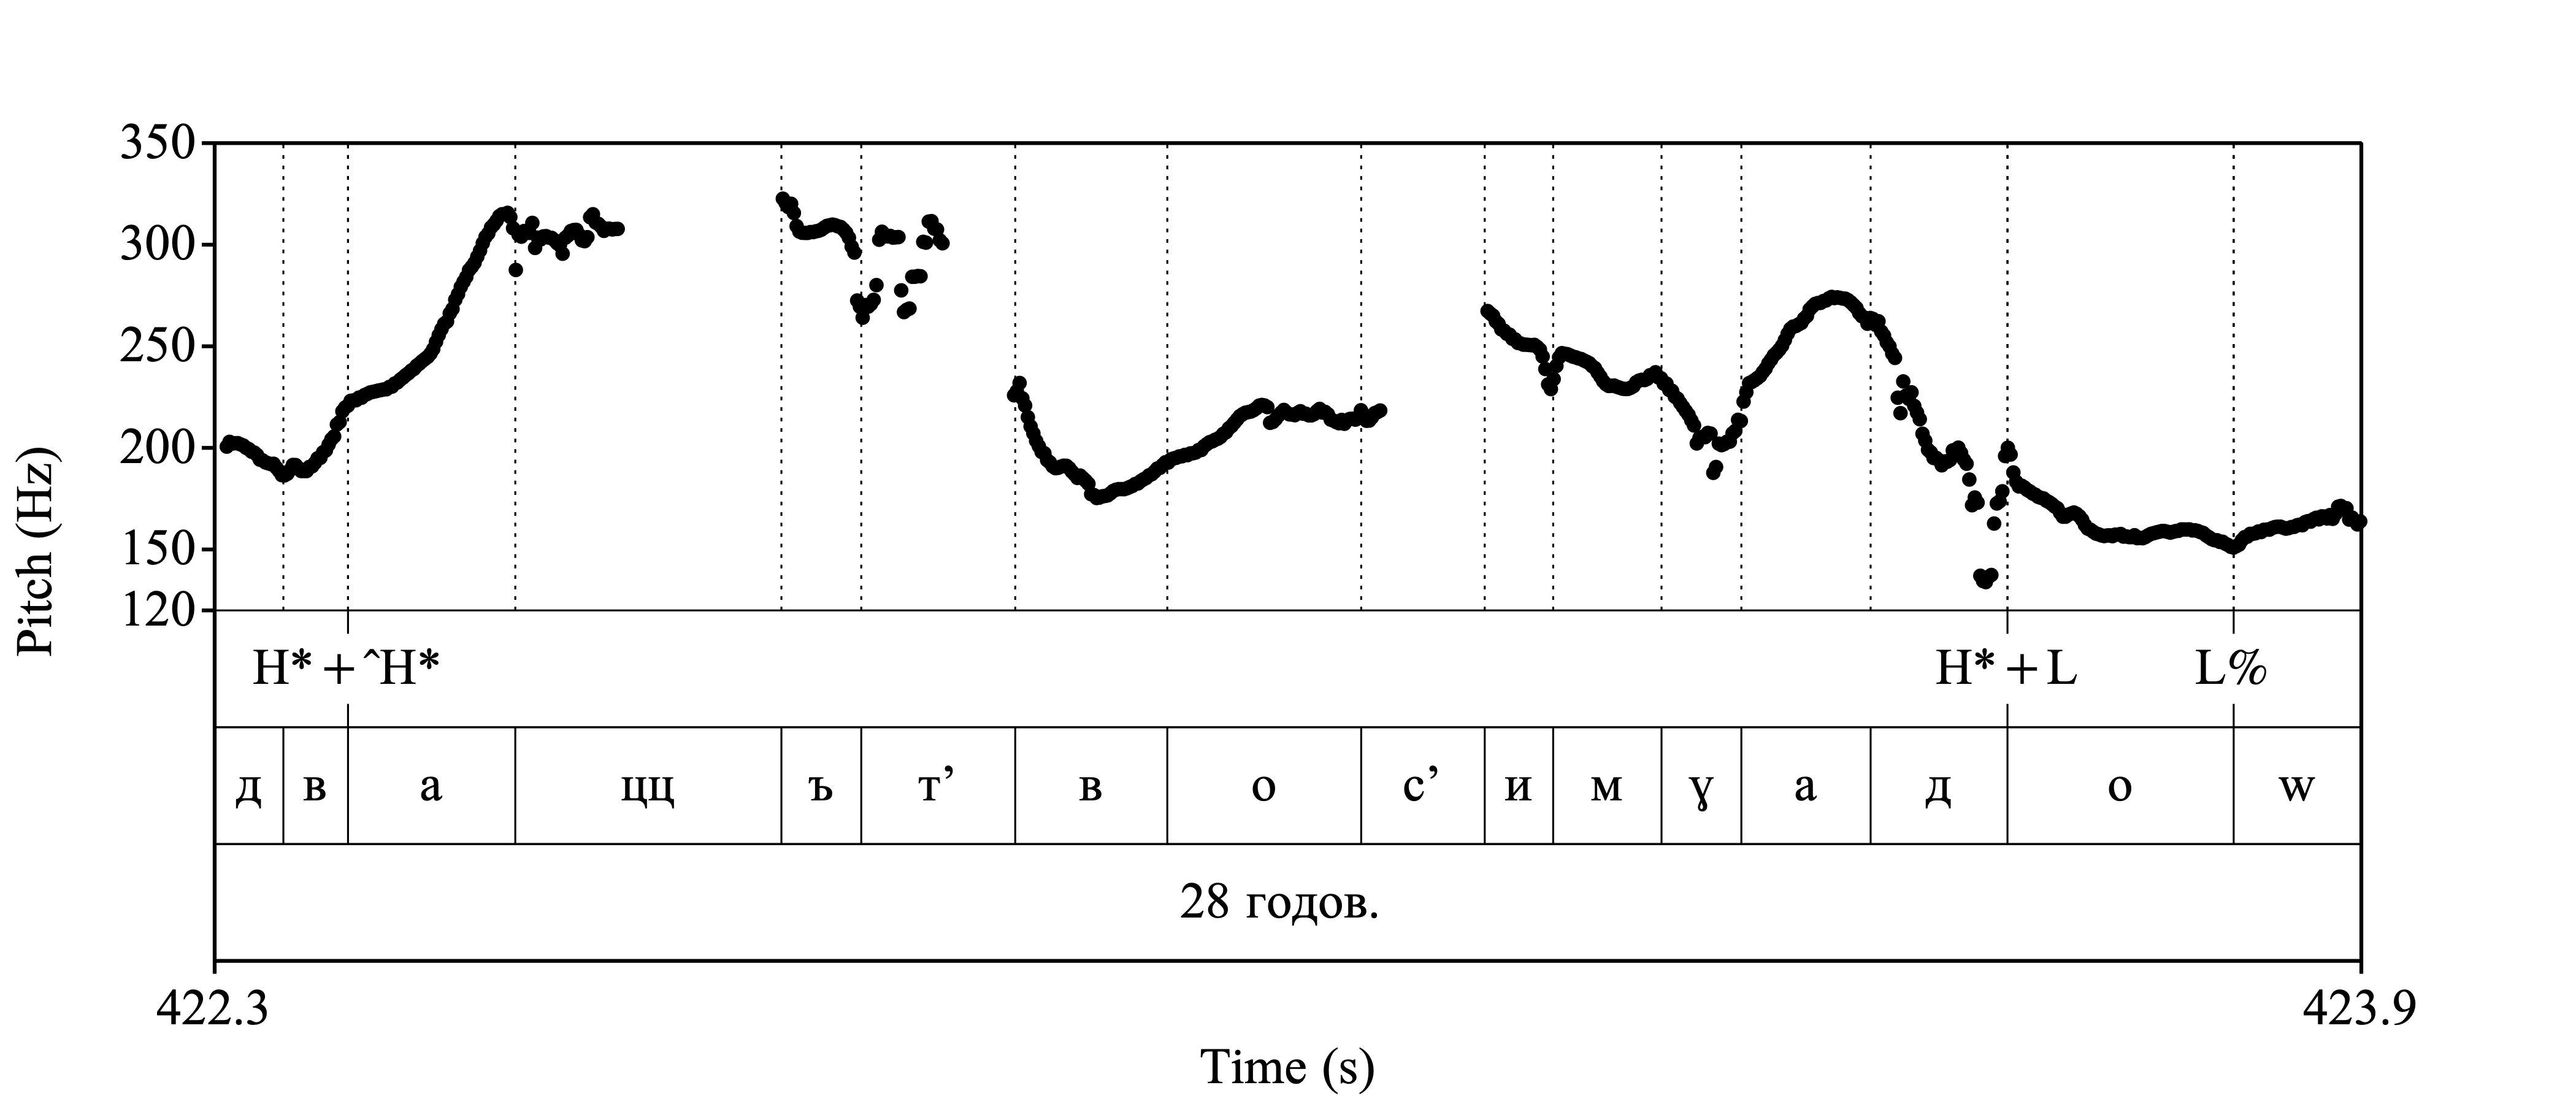 350
300
250
200
150
120
Pitch (Hz)
H* + ^H* H* + L L%
д в а цц ъ т’ в о с’ и м ɣ а д о w
28 годов.
422.3 423.9
Time (s)